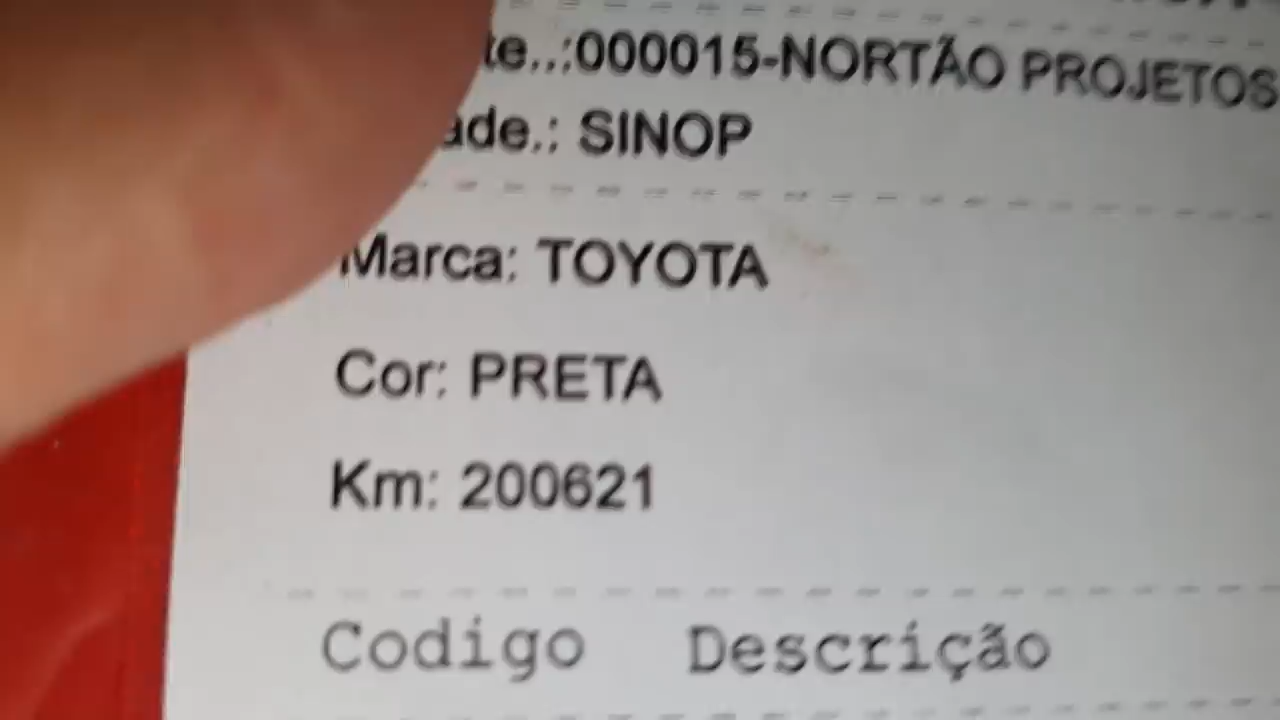 te..:000015-NORTÃO PROJETOS
ade.: SINOP
Marca: TOYOTA
Cor: PRETA
Km: 200621
Codigo Descrição